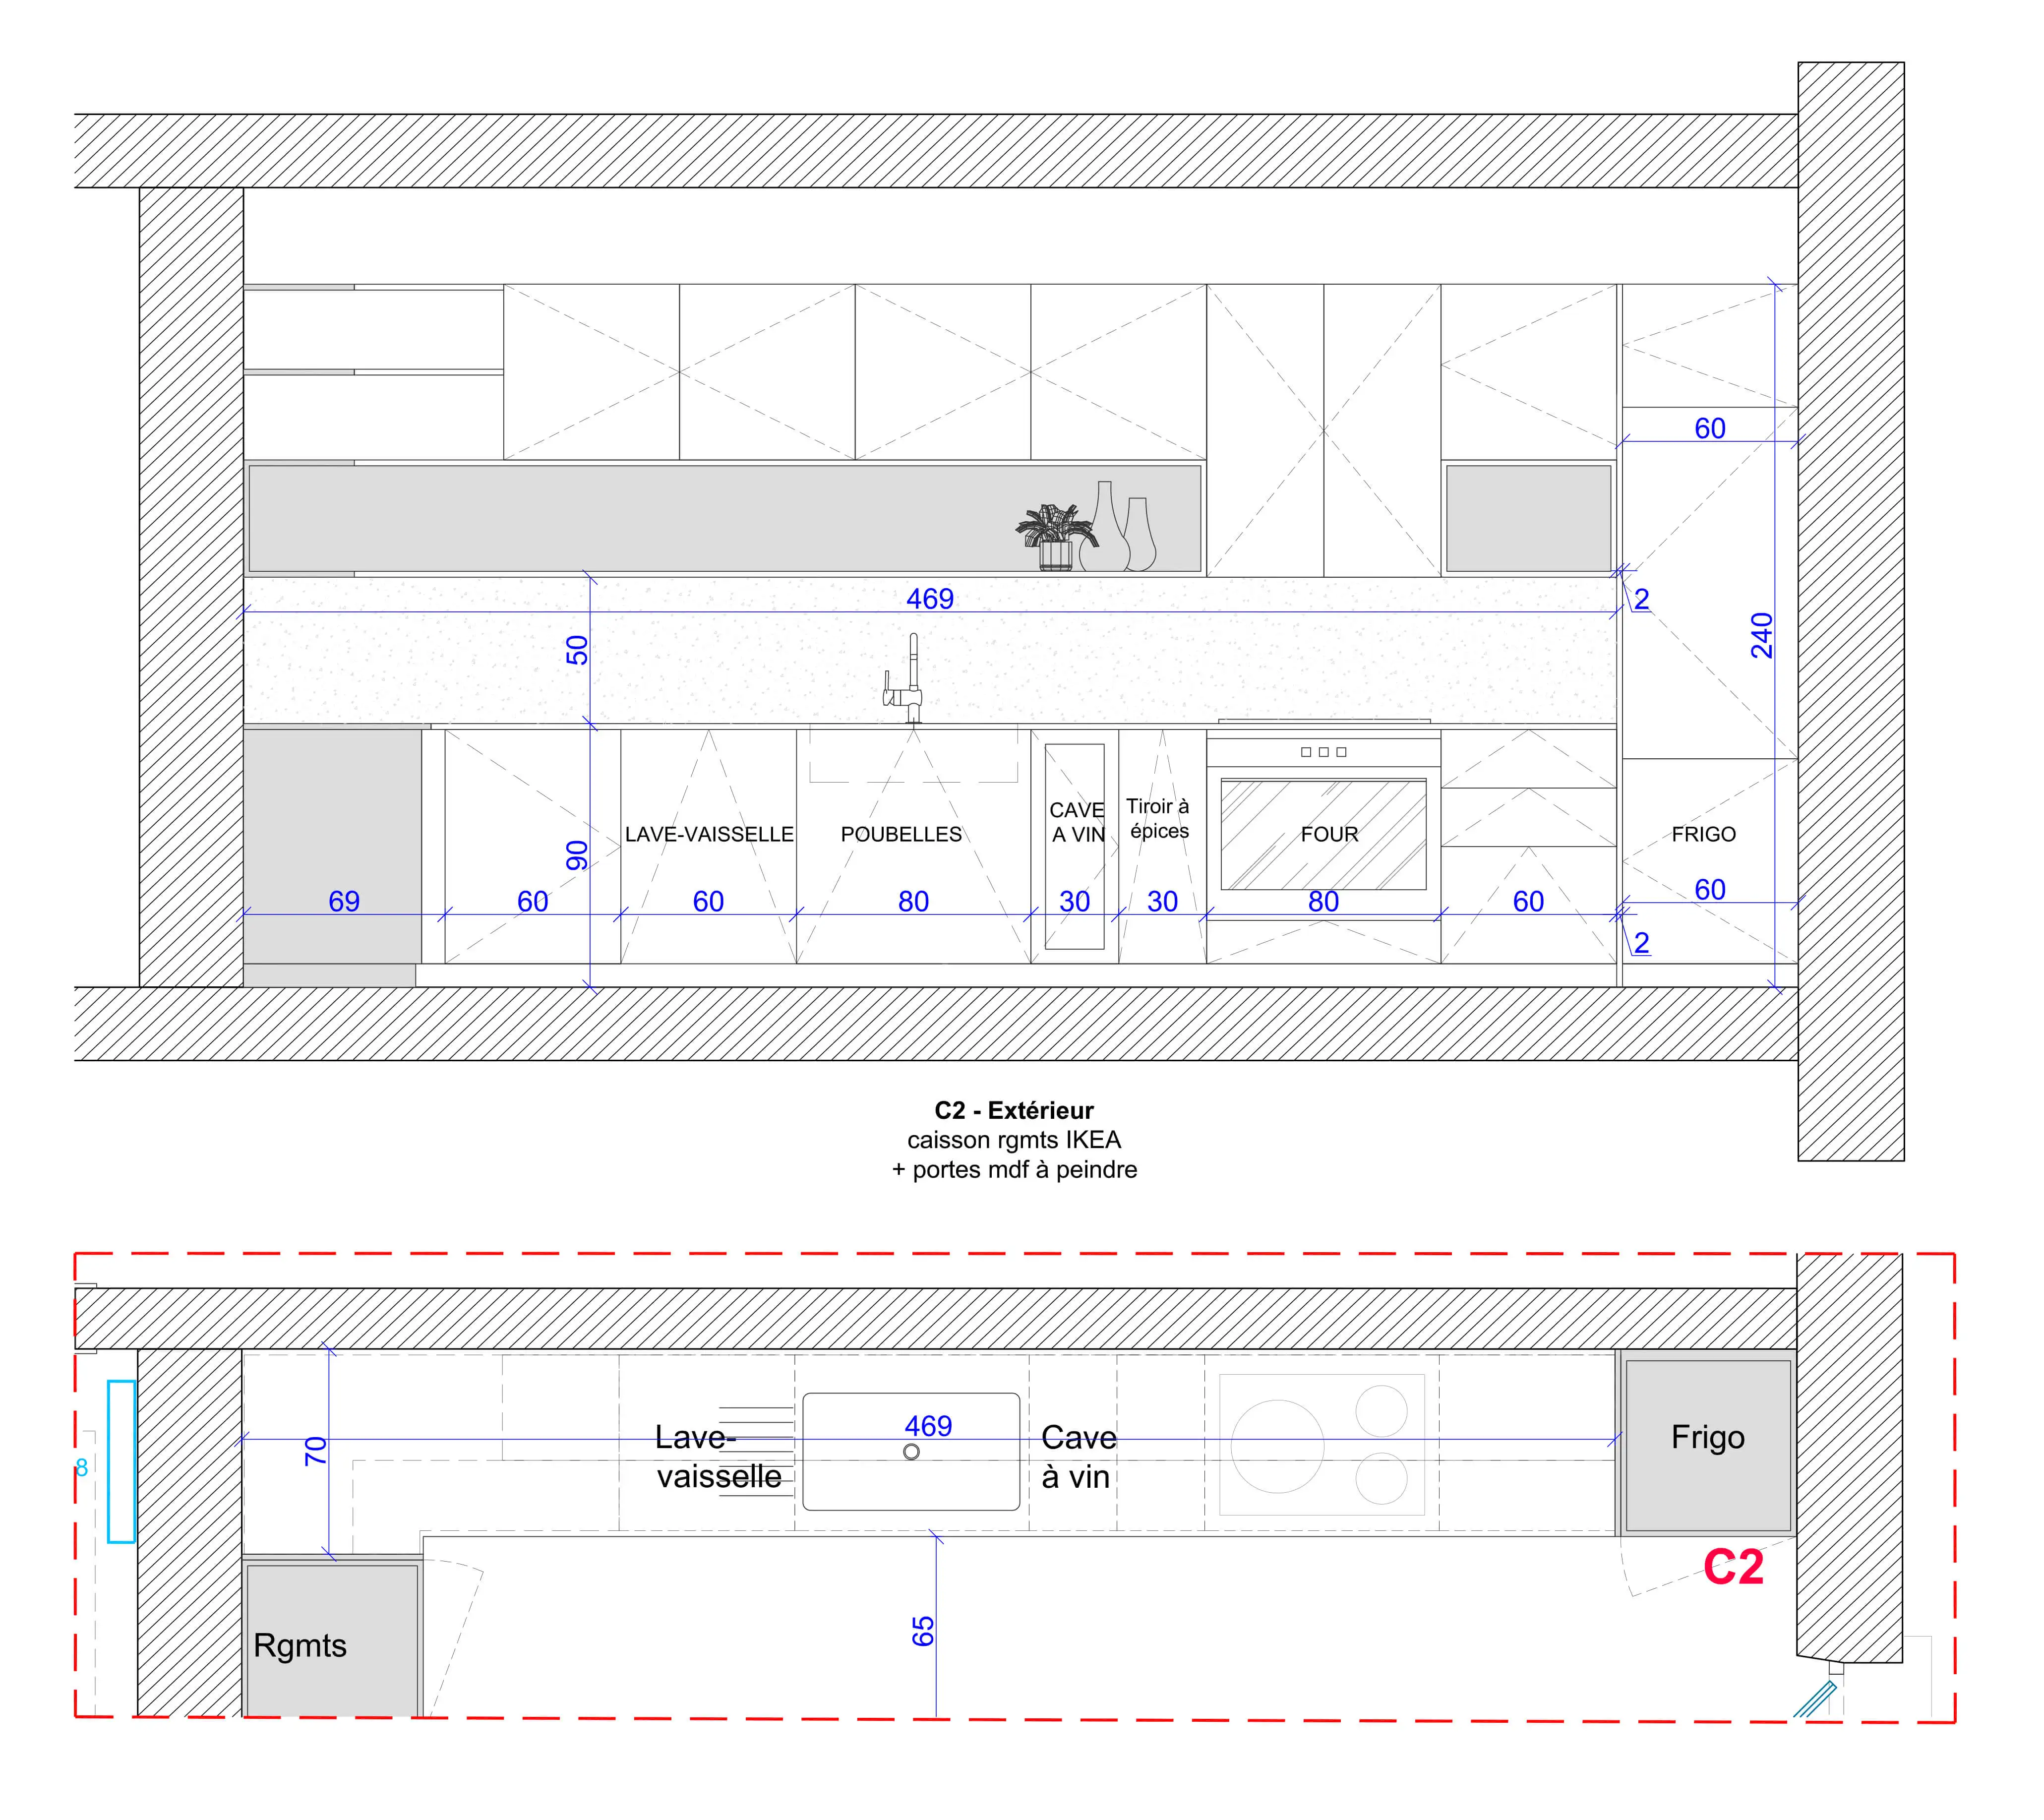 60
469
2
50
240
CAVE
A VIN
Tiroir à
épices
LAVE-VAISSELLE
POUBELLES
FOUR
FRIGO
90
69
60
60
80
30
30
80
60
60
2
C2 - Extérieur
caisson rgmts IKEA
+ portes mdf à peindre
469
Lave-
vaisselle
Cave
à vin
Frigo
70
8
C2
65
Rgmts